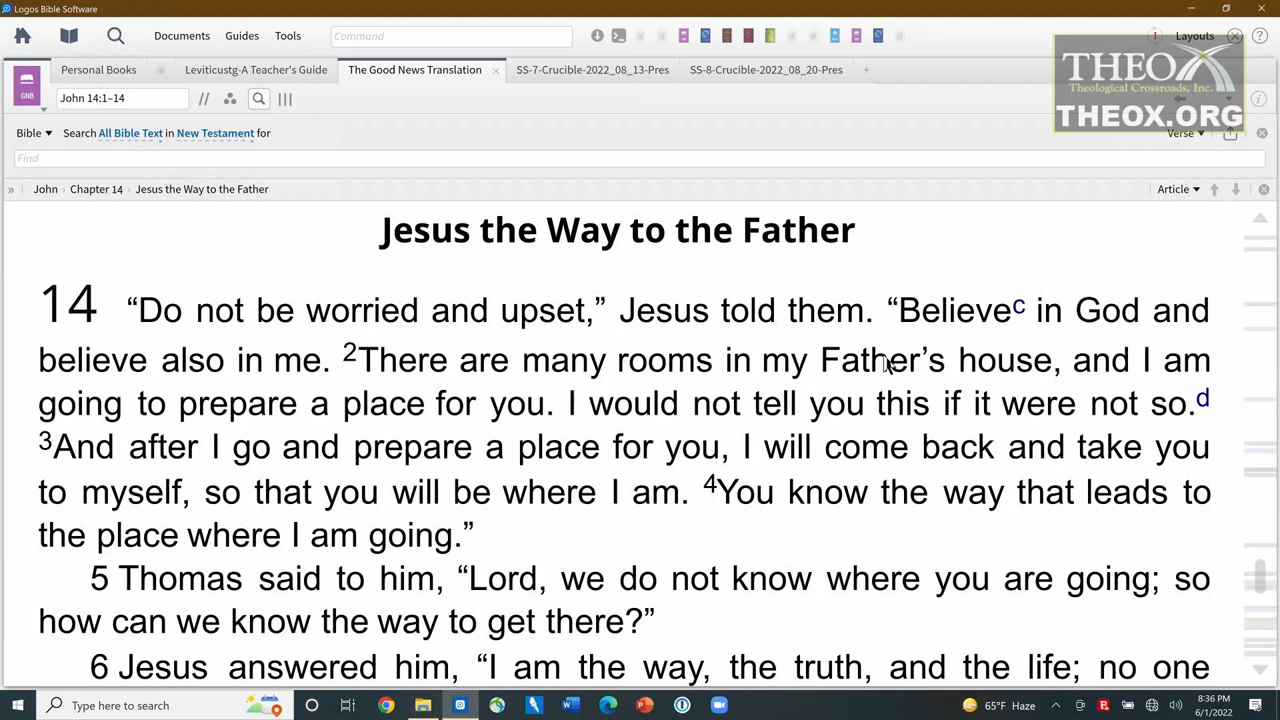 Logos Bible Software
Documents Guides Tools Command Layouts
THEOX
Theological Crossroads, Inc.
THEOX.ORG
Personal Books Leviticustg-A Teacher's Guide The Good News Translation SS-7-Crucible-2022_08_13-Pres SS-8-Crucible-2022_08_20-Pres +
GNB John 14:1–14 //
Bible Search All Bible Text in New Testament for Verse
Find
» John › Chapter 14 › Jesus the Way to the Father Article
Jesus the Way to the Father
14 “Do not be worried and upset,” Jesus told them. “Believec in God and
believe also in me. 2There are many rooms in my Father’s house, and I am
going to prepare a place for you. I would not tell you this if it were not so.d
3And after I go and prepare a place for you, I will come back and take you
to myself, so that you will be where I am. 4You know the way that leads to
the place where I am going.”
5 Thomas said to him, “Lord, we do not know where you are going; so
how can we know the way to get there?”
6 Jesus answered him, “I am the way, the truth, and the life; no one
Type here to search 65°F Haze 8:36 PM
6/1/2022